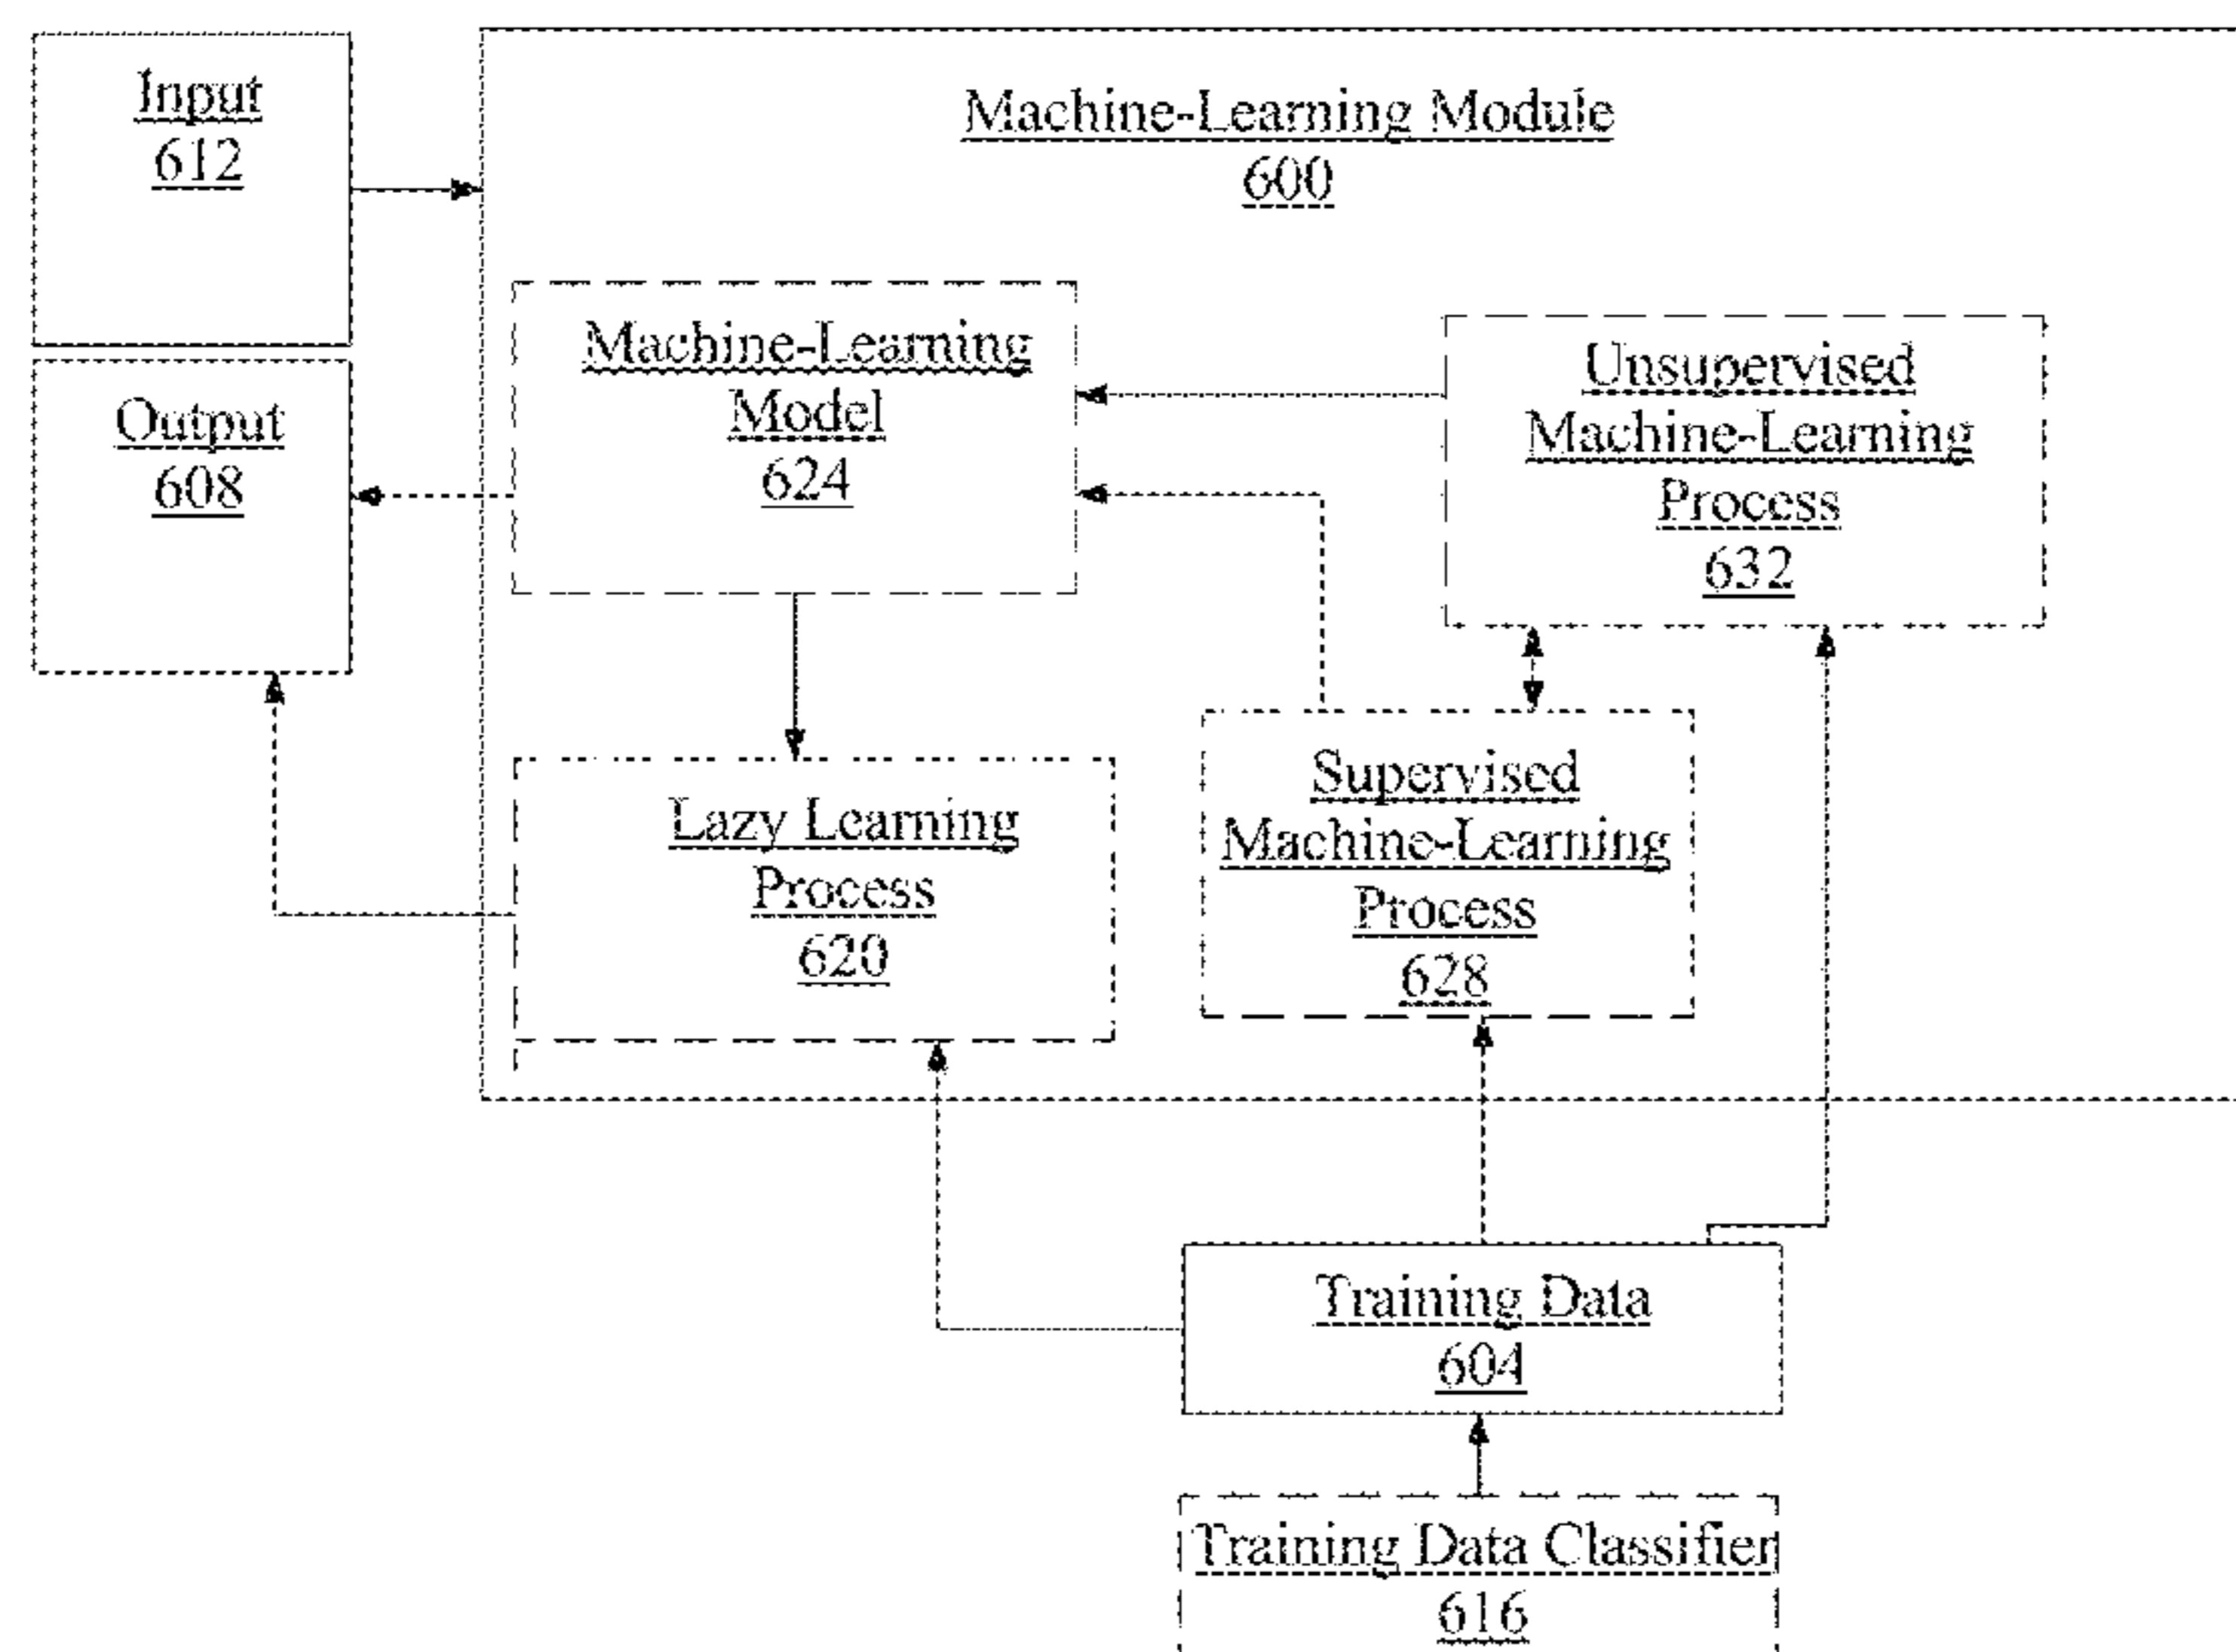 Input
612
Machine-Learning Module
600
Output
608
Machine-Learning
Model
624
Unsupervised
Machine-Learning
Process
632
Lazy Learning
Process
620
Supervised
Machine-Learning
Process
628
Training Data
604
Training Data Classifier
616